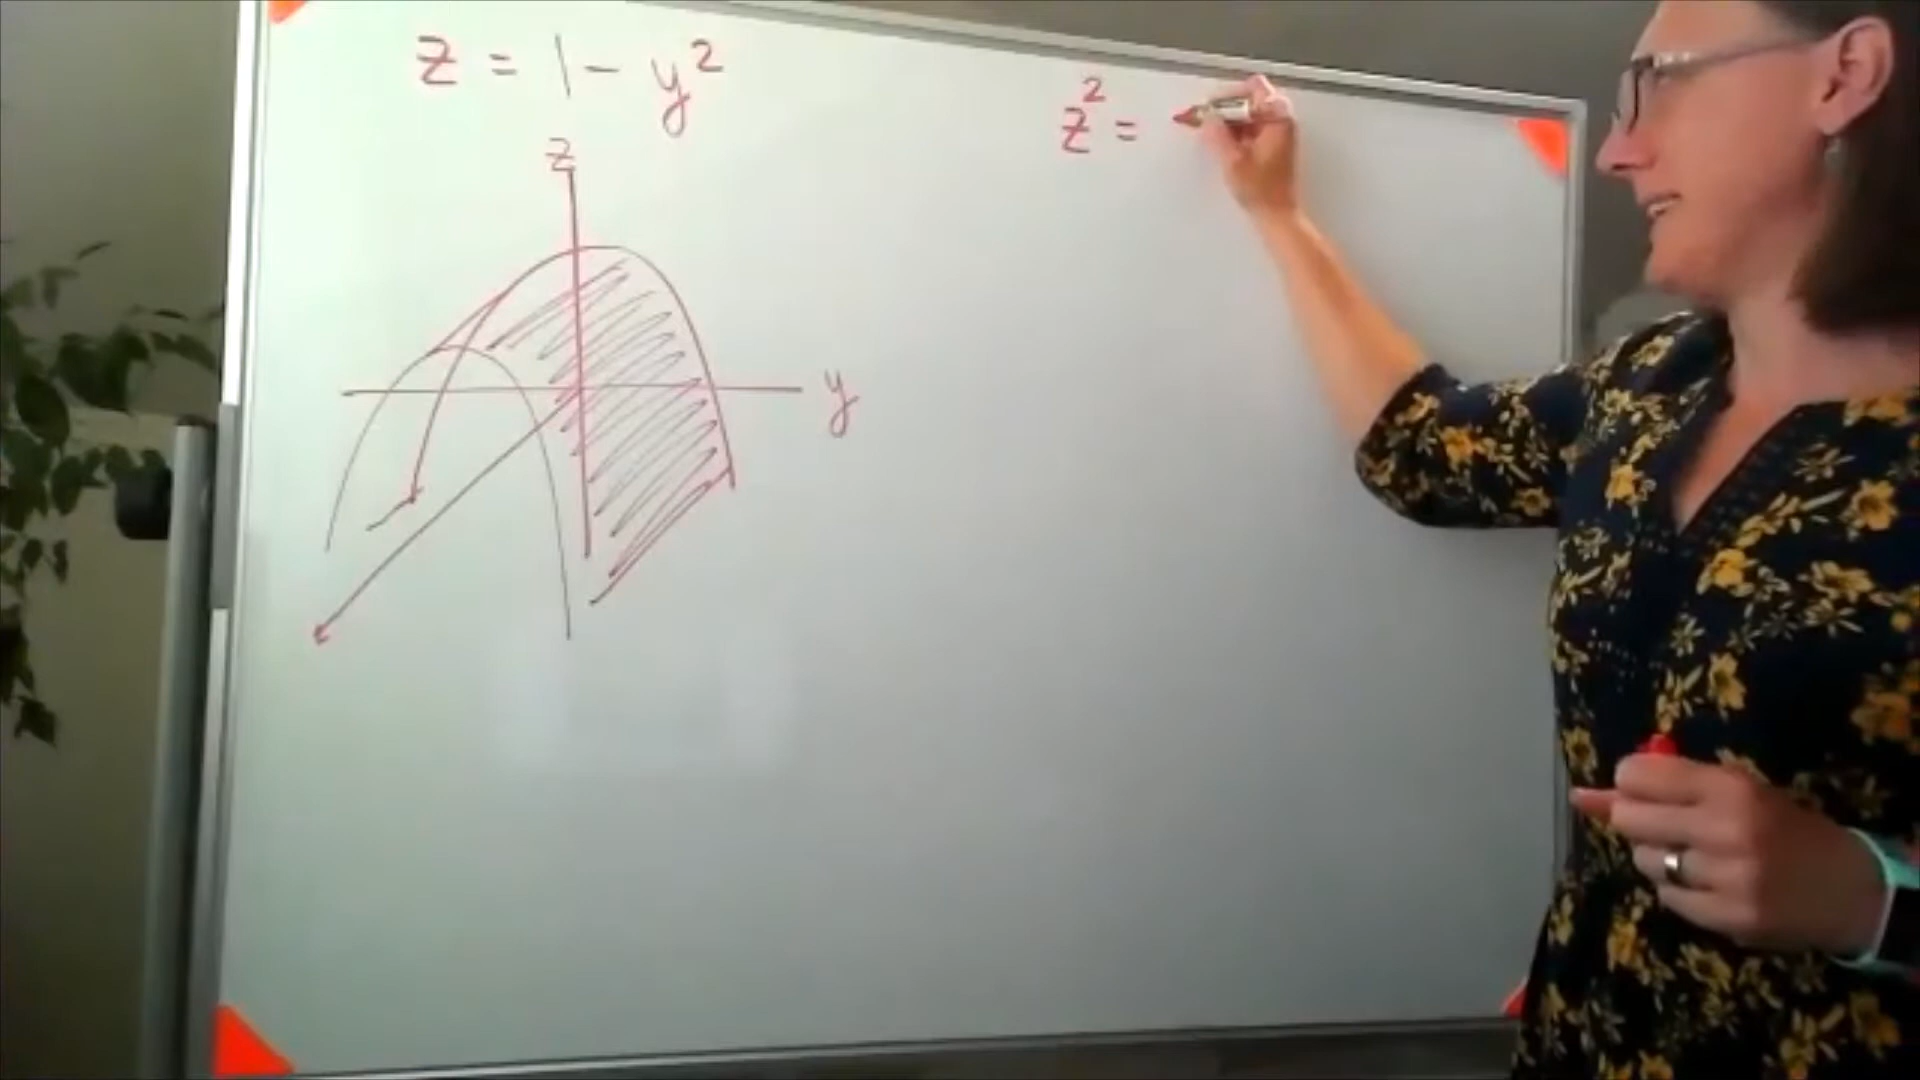 z = 1 - y²
z
y
z² =